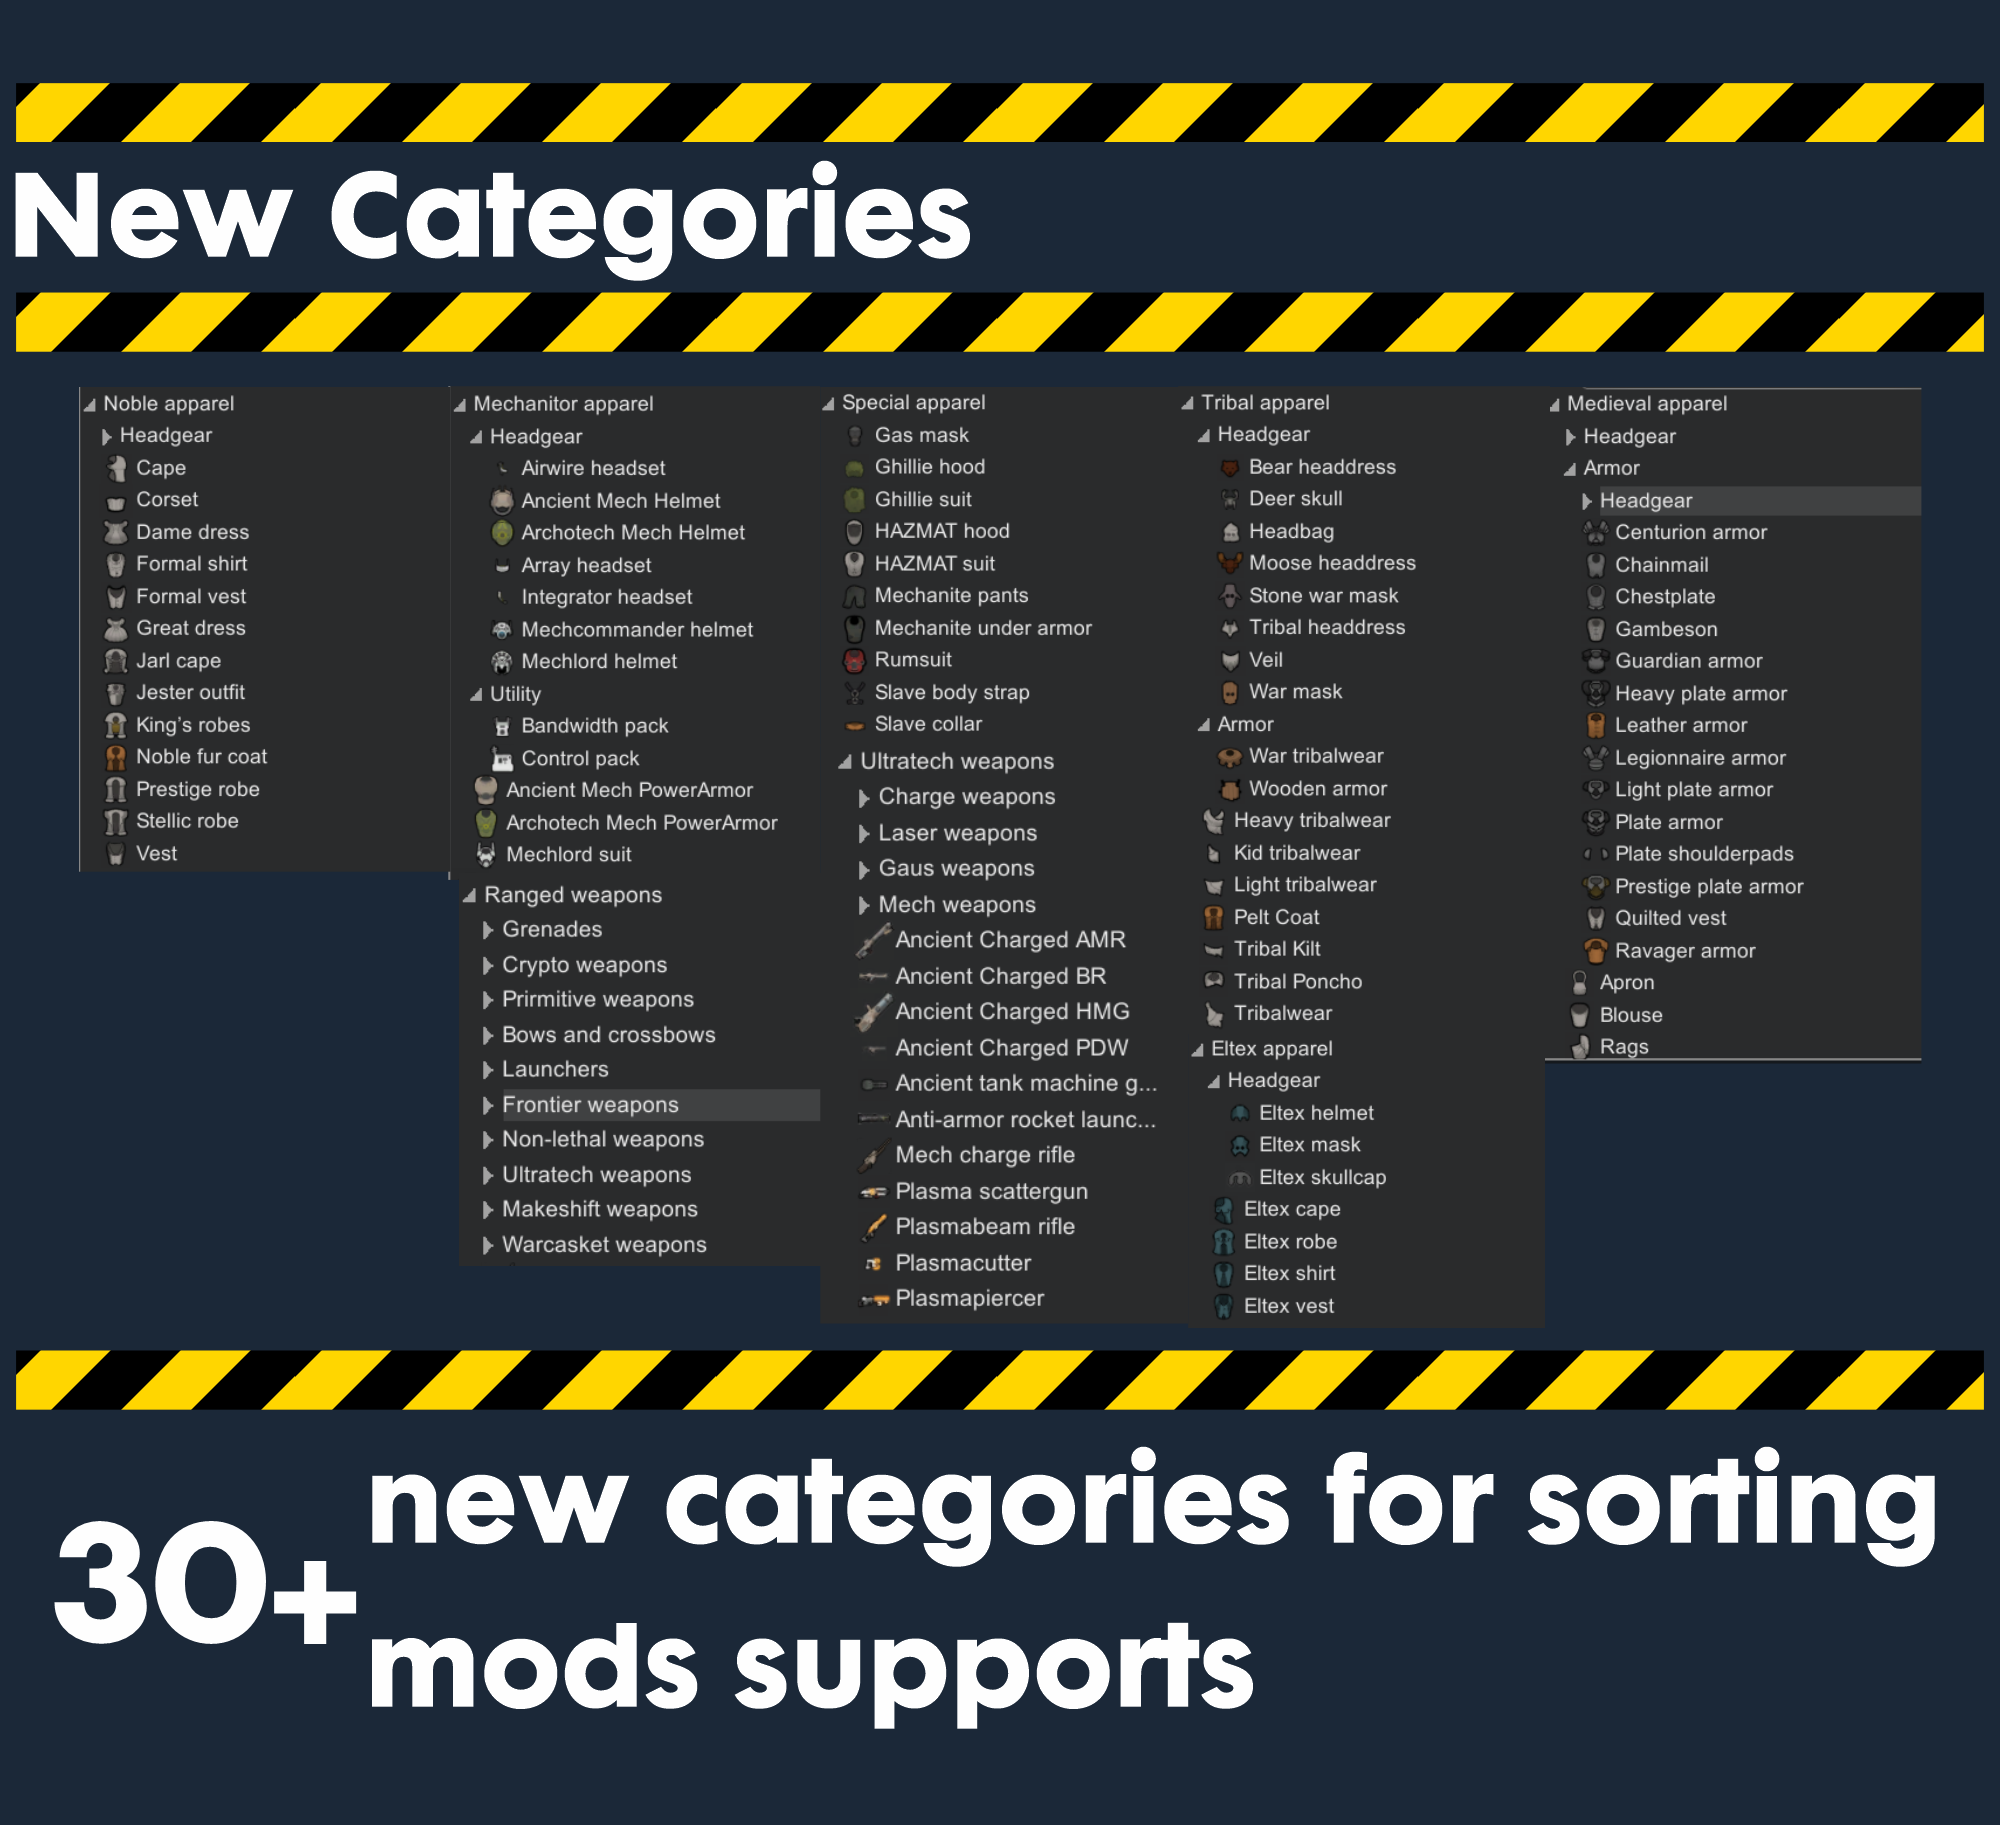 New Categories
Noble apparel
Headgear
Cape
Corset
Dame dress
Formal shirt
Formal vest
Great dress
Jarl cape
Jester outfit
King's robes
Noble fur coat
Prestige robe
Stellic robe
Vest
Mechanitor apparel
Headgear
Airwire headset
Ancient Mech Helmet
Archotech Mech Helmet
Array headset
Integrator headset
Mechcommander helmet
Mechlord helmet
Utility
Bandwidth pack
Control pack
Ancient Mech PowerArmor
Archotech Mech PowerArmor
Mechlord suit
Ranged weapons
Grenades
Crypto weapons
Prirmitive weapons
Bows and crossbows
Launchers
Frontier weapons
Non-lethal weapons
Ultratech weapons
Makeshift weapons
Warcasket weapons
Special apparel
Gas mask
Ghillie hood
Ghillie suit
HAZMAT hood
HAZMAT suit
Mechanite pants
Mechanite under armor
Rumsuit
Slave body strap
Slave collar
Ultratech weapons
Charge weapons
Laser weapons
Gaus weapons
Mech weapons
Ancient Charged AMR
Ancient Charged BR
Ancient Charged HMG
Ancient Charged PDW
Ancient tank machine g...
Anti-armor rocket launc...
Mech charge rifle
Plasma scattergun
Plasmabeam rifle
Plasmacutter
Plasmapiercer
Tribal apparel
Headgear
Bear headdress
Deer skull
Headbag
Moose headdress
Stone war mask
Tribal headdress
Veil
War mask
Armor
War tribalwear
Wooden armor
Heavy tribalwear
Kid tribalwear
Light tribalwear
Pelt Coat
Tribal Kilt
Tribal Poncho
Tribalwear
Eltex apparel
Headgear
Eltex helmet
Eltex mask
Eltex skullcap
Eltex cape
Eltex robe
Eltex shirt
Eltex vest
Medieval apparel
Headgear
Armor
Headgear
Centurion armor
Chainmail
Chestplate
Gambeson
Guardian armor
Heavy plate armor
Leather armor
Legionnaire armor
Light plate armor
Plate armor
Plate shoulderpads
Prestige plate armor
Quilted vest
Ravager armor
Apron
Blouse
Rags
30+
new categories for sorting
mods supports